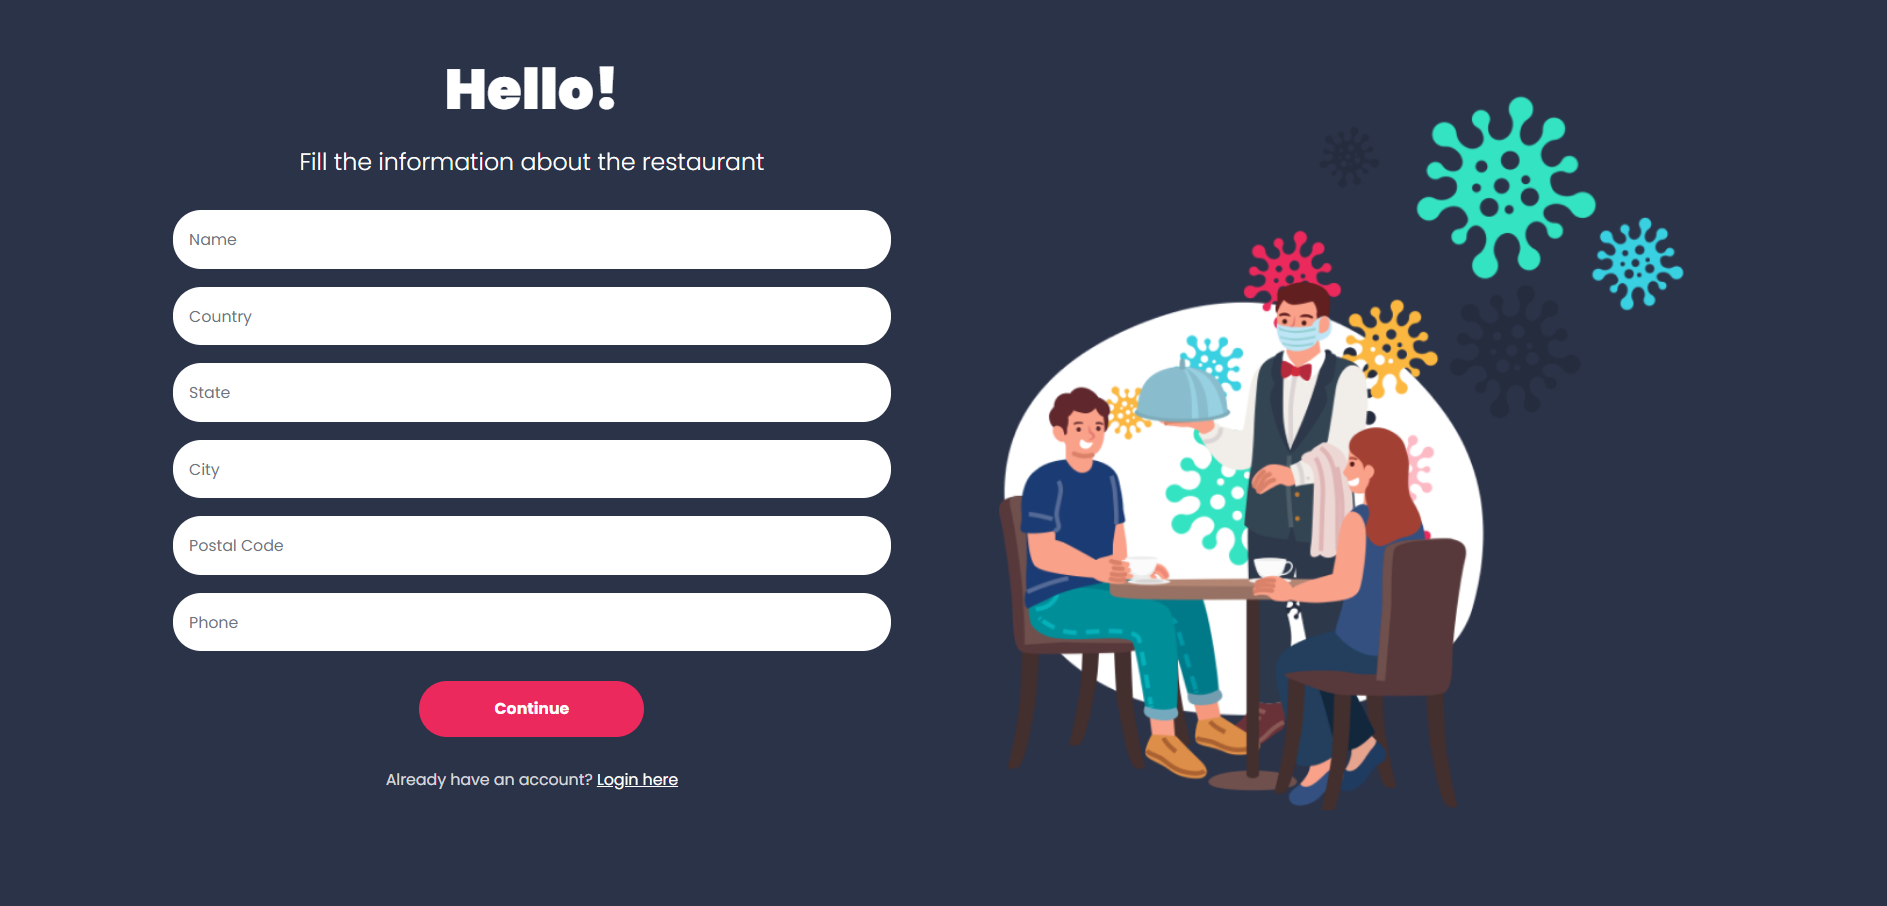 Hello!
Fill the information about the restaurant
Name
Country
State
City
Postal Code
Phone
Continue
Already have an account? Login here